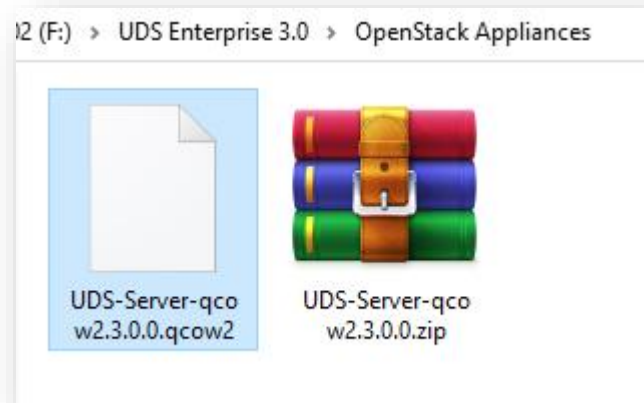 02 (F:) > UDS Enterprise 3.0 > OpenStack Appliances
UDS-Server-qco
w2.3.0.0.qcow2
UDS-Server-qco
w2.3.0.0.zip